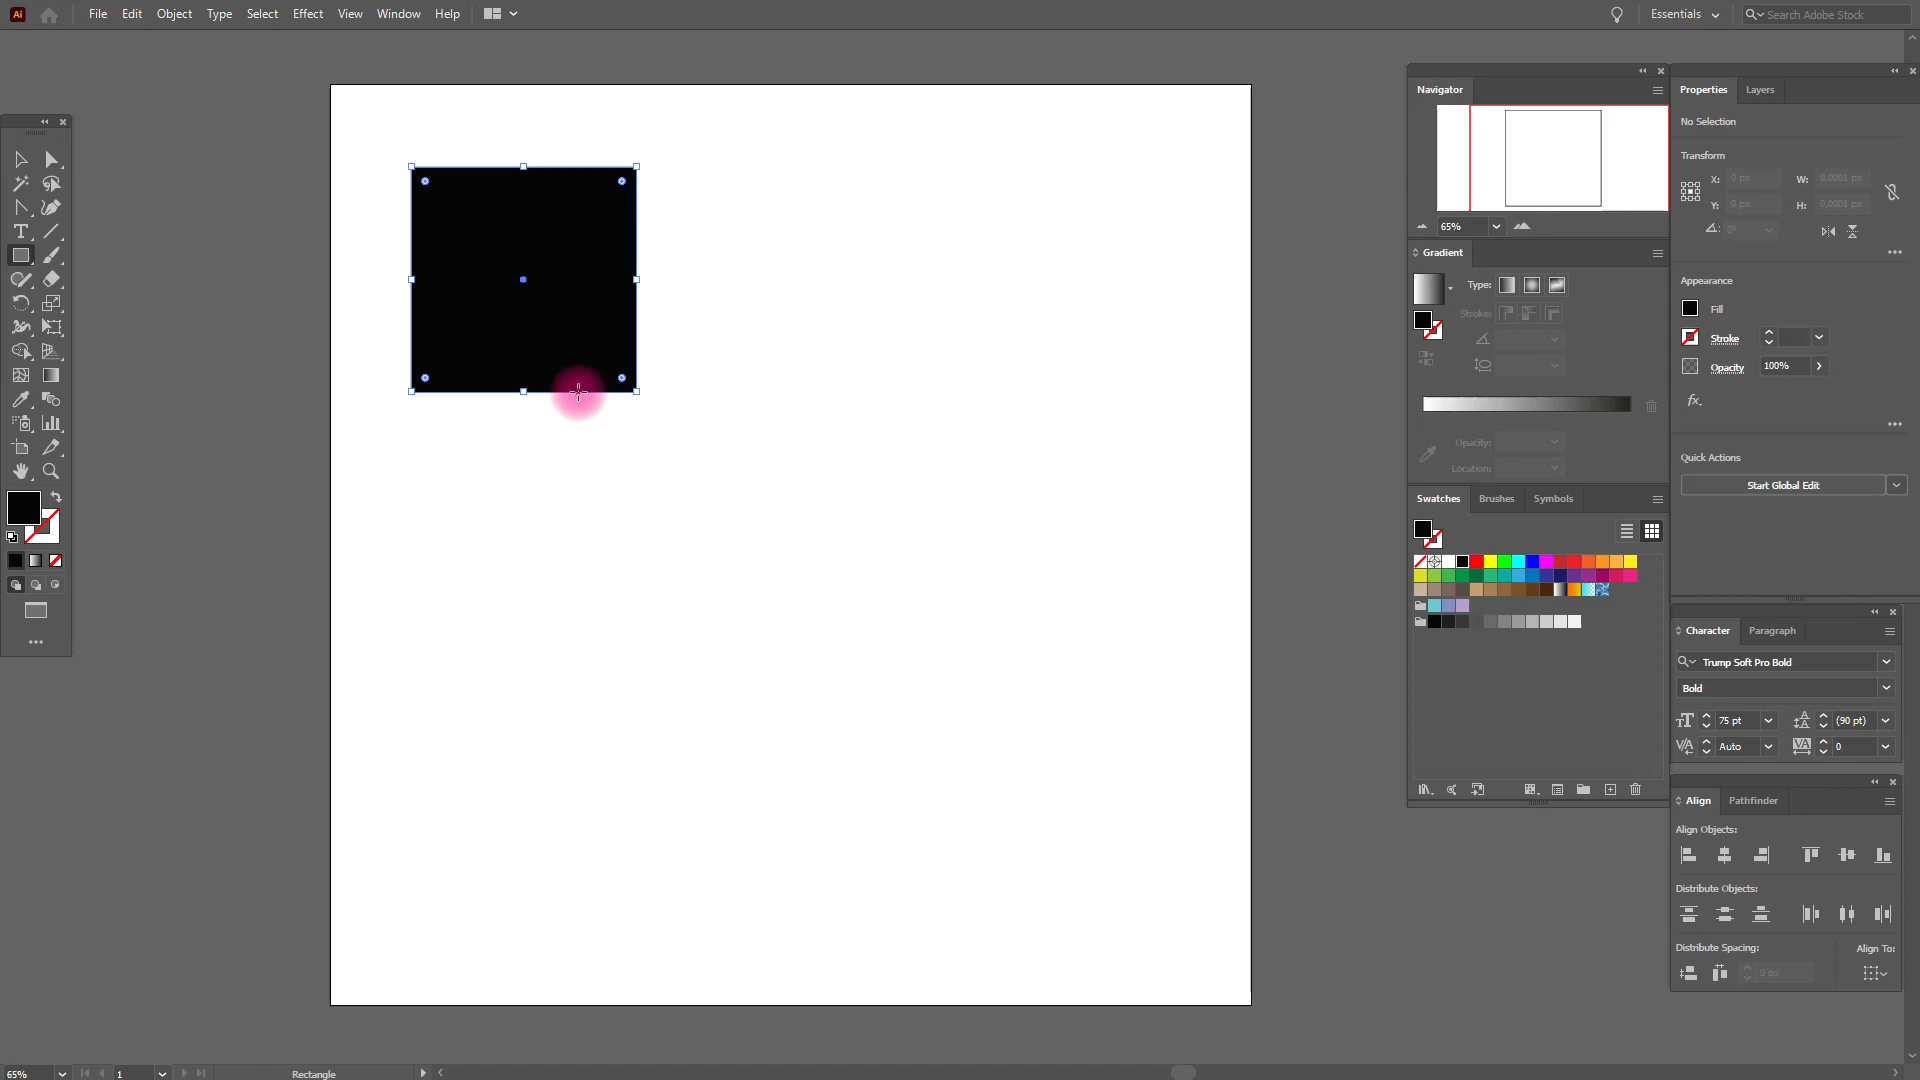 Ai File Edit Object Type Select Effect View Window Help Essentials Search Adobe Stock
Navigator
65%
Gradient
Type:
Stroke:
Opacity:
Location:
Swatches Brushes Symbols
Properties Layers
No Selection
Transform
X: 0 px W: 0,0001 px
Y: 0 px H: 0,0001 px
0°
Appearance
Fill
Stroke
Opacity 100%
fx.
Quick Actions
Start Global Edit
Character Paragraph
Trump Soft Pro Bold
Bold
75 pt (90 pt)
Auto 0
Align Pathfinder
Align Objects:
Distribute Objects:
Distribute Spacing: Align To:
0 px
65% 1 Rectangle